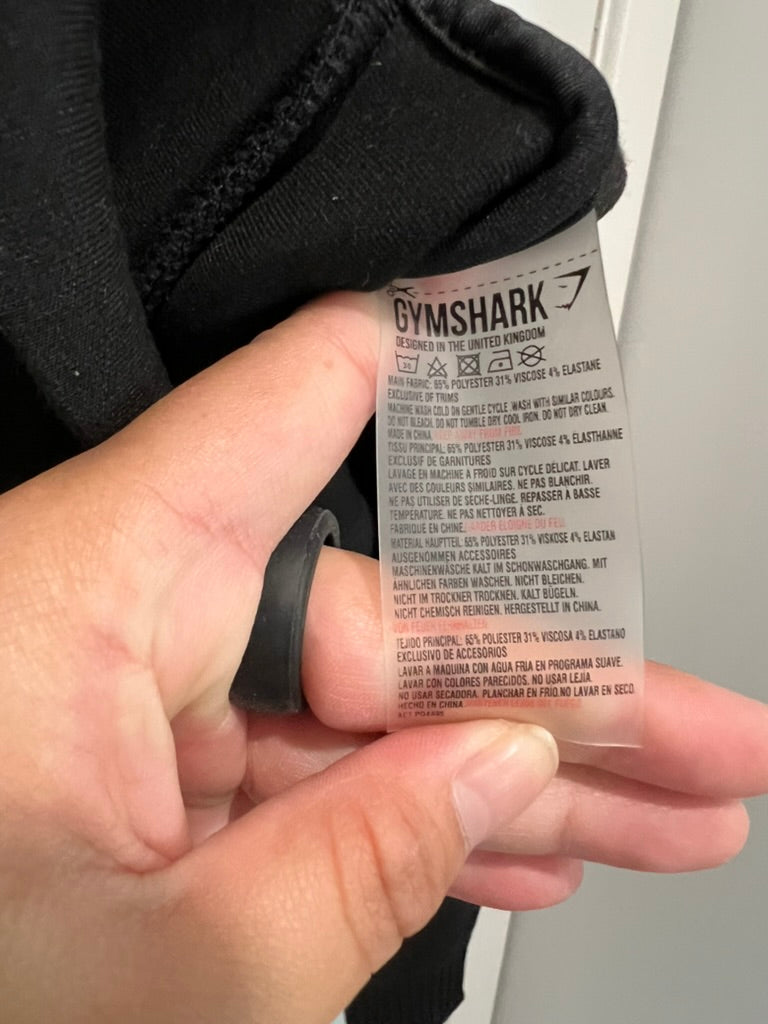 GYMSHARK
DESIGNED IN THE UNITED KINGDOM
30
MAIN FABRIC: 65% POLYESTER 31% VISCOSE 4% ELASTANE
EXCLUSIVE OF TRIMS
MACHINE WASH COLD ON GENTLE CYCLE .WASH WITH SIMILAR COLOURS.
DO NOT BLEACH. DO NOT TUMBLE DRY. COOL IRON. DO NOT DRY CLEAN.
MADE IN CHINA. KEEP AWAY FROM FIRE
TISSU PRINCIPAL: 65% POLYESTER 31% VISCOSE 4% ÉLASTHANNE
EXCLUSIF DE GARNITURES
LAVAGE EN MACHINE A FROID SUR CYCLE DÉLICAT. LAVER
AVEC DES COULEURS SIMILAIRES. NE PAS BLANCHIR.
NE PAS UTILISER DE SÈCHE-LINGE. REPASSER A BASSE
TEMPERATURE. NE PAS NETTOYER À SEC.
FABRIQUE EN CHINE. ELOIGNE DU FEU
MATERIAL HAUPTTEIL: 65% POLYESTER 31% VISKOSE 4% ELASTAN
AUSGENOMMEN ACCESSOIRES
MASCHINENWÄSCHE KALT IM SCHONWASCHGANG. MIT
ÄHNLICHEN FARBEN WASCHEN. NICHT BLEICHEN.
NICHT IM TROCKNER TROCKNEN. KALT BÜGELN.
NICHT CHEMISCH REINIGEN. HERGESTELLT IN CHINA.
VON FEUER FERNHALTEN
TEJIDO PRINCIPAL: 65% POLIESTER 31% VISCOSA 4% ELASTANO
EXCLUSIVO DE ACCESORIOS
LAVAR A MAQUINA CON AGUA FRIA EN PROGRAMA SUAVE.
LAVAR CON COLORES PARECIDOS. NO USAR LEJIA.
NO USAR SECADORA. PLANCHAR EN FRIO.NO LAVAR EN SECO.
HECHO EN CHINA. MANTENER LEJOS DEL FUEGO